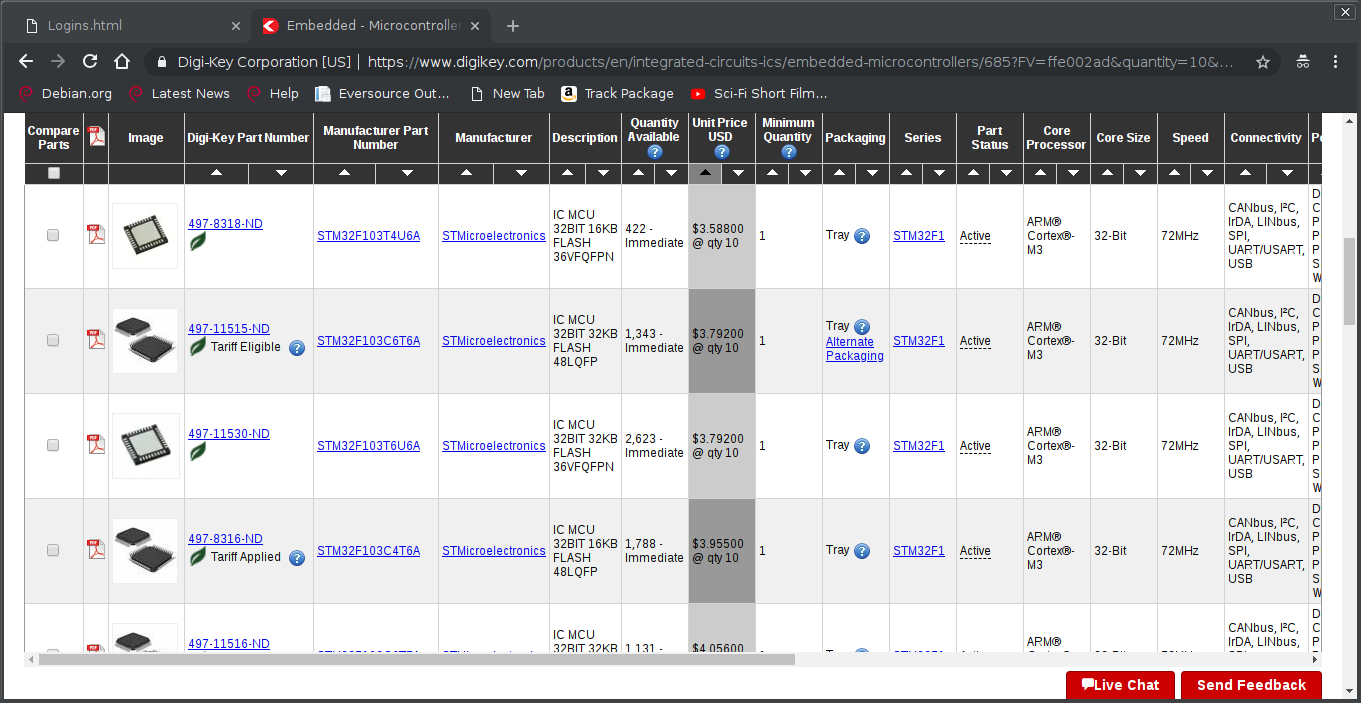 Logins.html
Embedded - Microcontroller
Digi-Key Corporation [US] | https://www.digikey.com/products/en/integrated-circuits-ics/embedded-microcontrollers/685?FV=ffe002ad&quantity=10&...
Debian.org Latest News Help Eversource Out... New Tab Track Package Sci-Fi Short Film...
Compare Parts
PDF
Image
Digi-Key Part Number
Manufacturer Part Number
Manufacturer
Description
Quantity Available
Unit Price USD
Minimum Quantity
Packaging
Series
Part Status
Core Processor
Core Size
Speed
Connectivity
497-8318-ND
STM32F103T4U6A
STMicroelectronics
IC MCU
32BIT 16KB
FLASH
36VFQFPN
422 -
Immediate
$3.58800
@ qty 10
1
Tray
STM32F1
Active
ARM®
Cortex®-
M3
32-Bit
72MHz
CANbus, I²C,
IrDA, LINbus,
SPI,
UART/USART,
USB
497-11515-ND
Tariff Eligible
STM32F103C6T6A
STMicroelectronics
IC MCU
32BIT 32KB
FLASH
48LQFP
1,343 -
Immediate
$3.79200
@ qty 10
1
Tray
Alternate
Packaging
STM32F1
Active
ARM®
Cortex®-
M3
32-Bit
72MHz
CANbus, I²C,
IrDA, LINbus,
SPI,
UART/USART,
USB
497-11530-ND
STM32F103T6U6A
STMicroelectronics
IC MCU
32BIT 32KB
FLASH
36VFQFPN
2,623 -
Immediate
$3.79200
@ qty 10
1
Tray
STM32F1
Active
ARM®
Cortex®-
M3
32-Bit
72MHz
CANbus, I²C,
IrDA, LINbus,
SPI,
UART/USART,
USB
497-8316-ND
Tariff Applied
STM32F103C4T6A
STMicroelectronics
IC MCU
32BIT 16KB
FLASH
48LQFP
1,788 -
Immediate
$3.95500
@ qty 10
1
Tray
STM32F1
Active
ARM®
Cortex®-
M3
32-Bit
72MHz
CANbus, I²C,
IrDA, LINbus,
SPI,
UART/USART,
USB
497-11516-ND
IC MCU
32BIT 32KB
1,131 -
$4.05600
ARM®
CANbus, I²C,
IrDA, LINbus,
Live Chat
Send Feedback